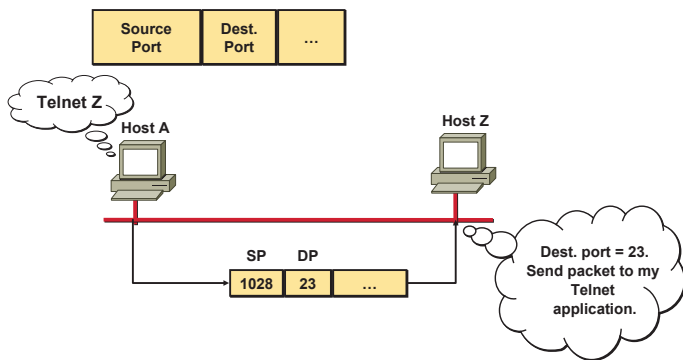 Source
Port
Dest.
Port
...
Telnet Z
Host A
Host Z
SP DP
1028 23 ...
Dest. port = 23.
Send packet to my
Telnet
application.